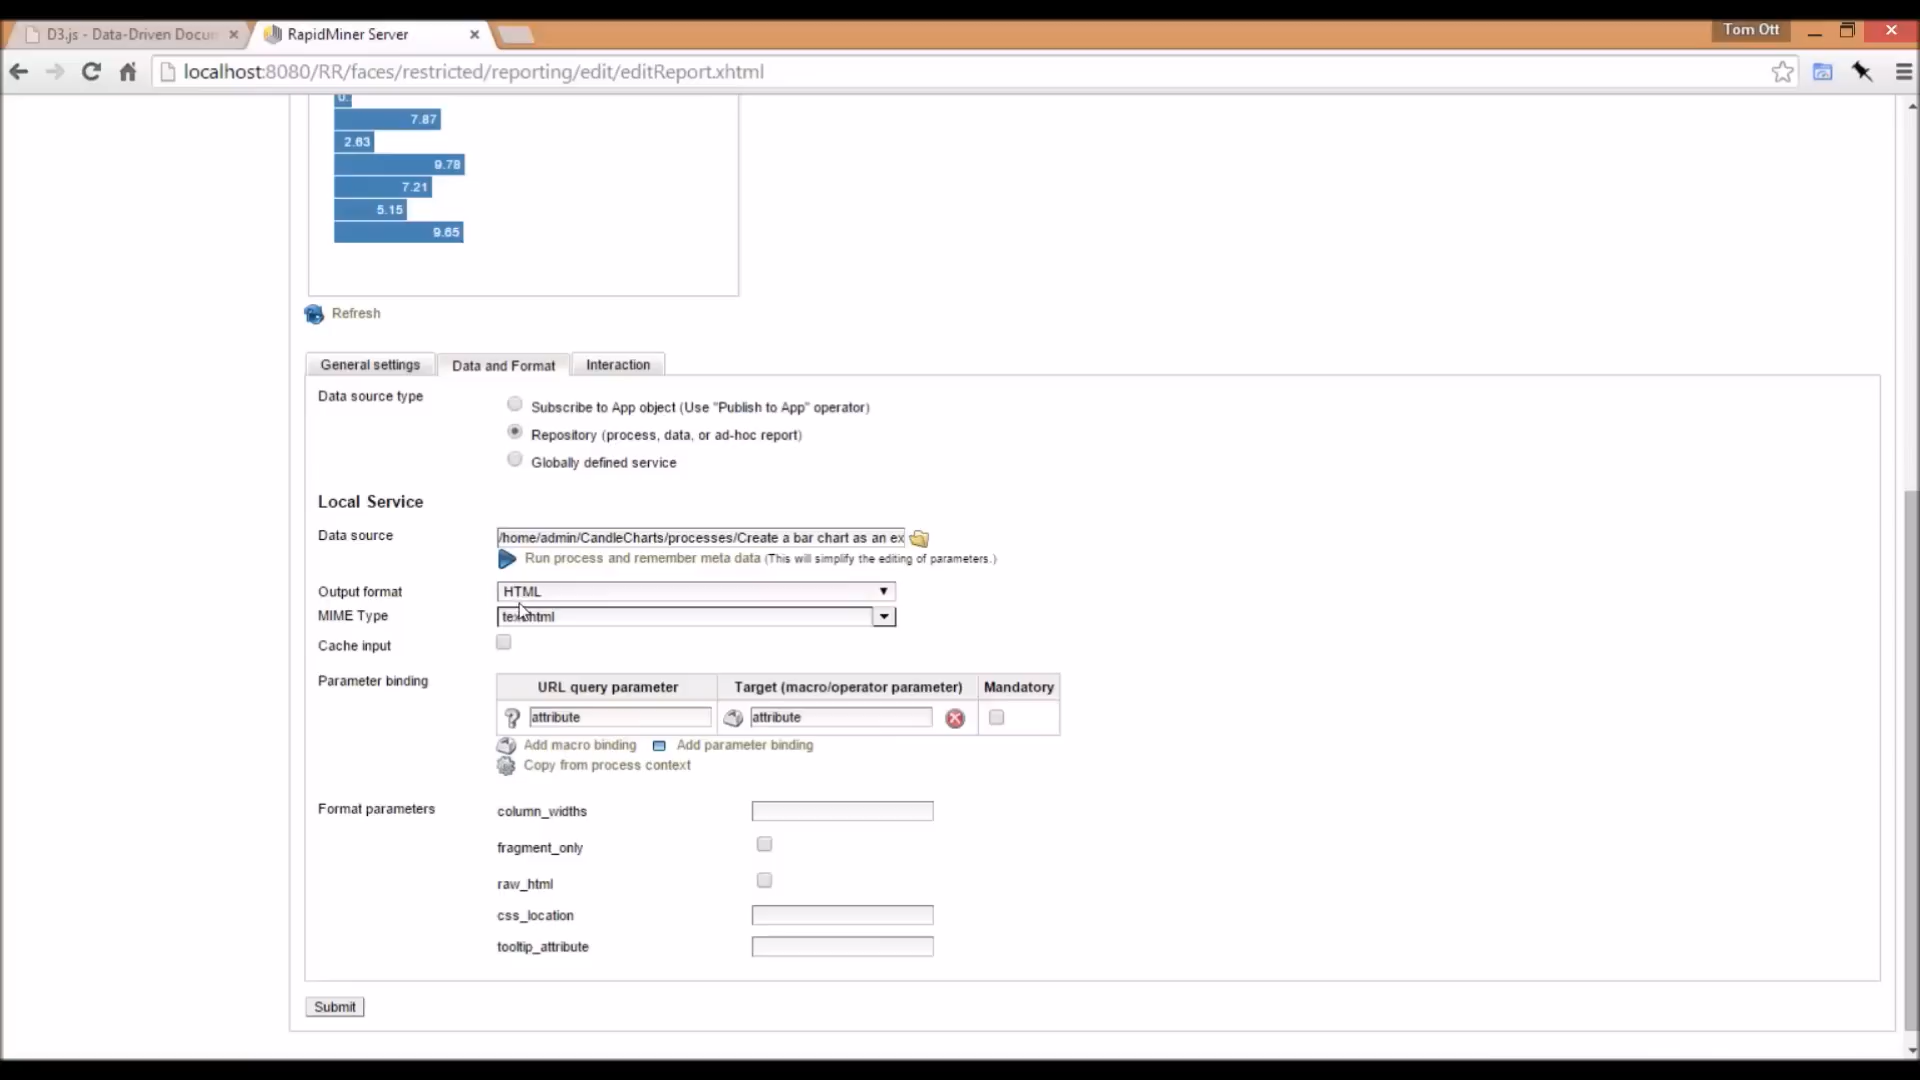 D3.js - Data-Driven Docu
RapidMiner Server
Tom Ott
localhost:8080/RR/faces/restricted/reporting/edit/editReport.xhtml
7.87
2.63
9.78
7.21
5.15
9.65
Refresh
General settings
Data and Format
Interaction
Data source type
Subscribe to App object (Use "Publish to App" operator)
Repository (process, data, or ad-hoc report)
Globally defined service
Local Service
Data source
/home/admin/CandleCharts/processes/Create a bar chart as an ex
Run process and remember meta data (This will simplify the editing of parameters.)
Output format
HTML
MIME Type
Cache input
Parameter binding
URL query parameter
Target (macro/operator parameter)
Mandatory
attribute
attribute
Add macro binding
Add parameter binding
Copy from process context
Format parameters
column_widths
fragment_only
raw_html
css_location
tooltip_attribute
Submit